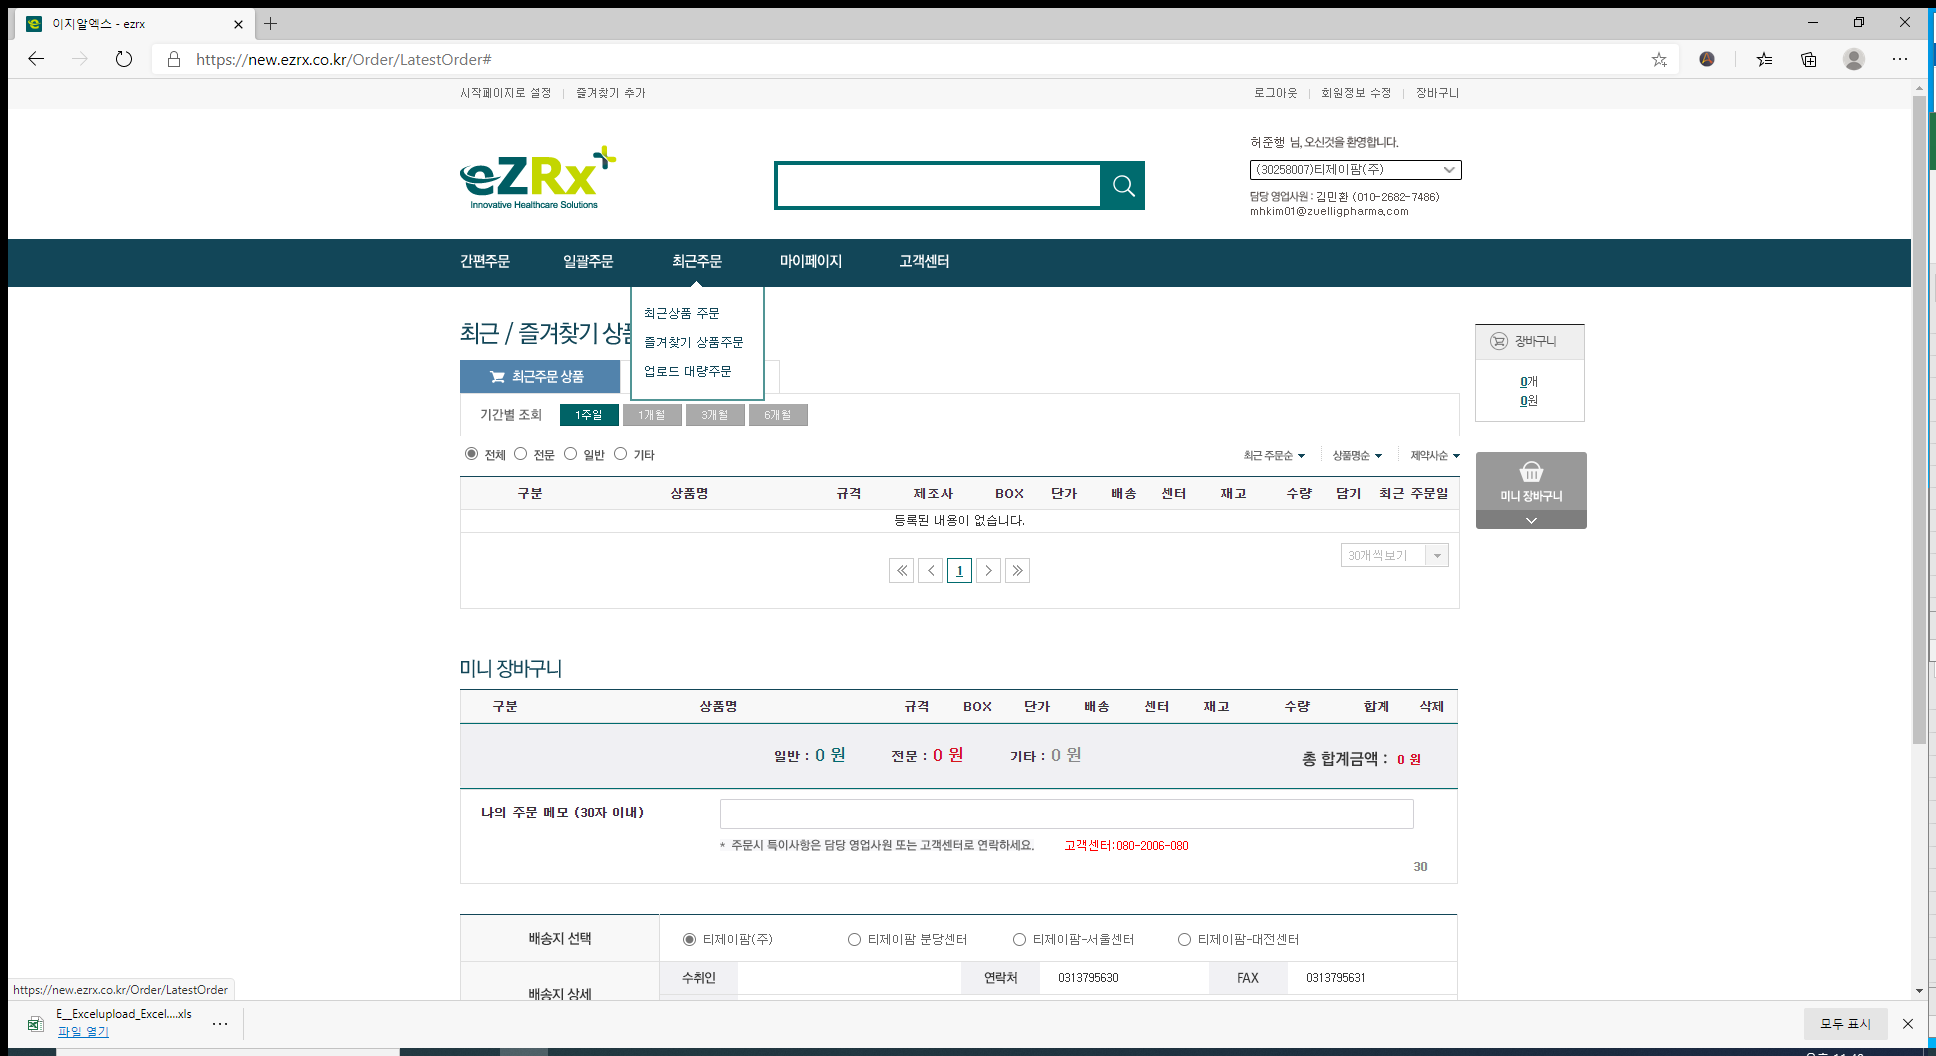 이지알엑스 - ezrx
https://new.ezrx.co.kr/Order/LatestOrder#
시작페이지로 설정 | 즐겨찾기 추가
로그아웃 | 회원정보 수정 | 장바구니
eZRx
Innovative Healthcare Solutions
허준행 님, 오신것을 환영합니다.
(30258007)티제이팜(주)
담당 영업사원 : 김민환 (010-2682-7486)
mhkim01@zuelligpharma.com
간편주문 일괄주문 최근주문 마이페이지 고객센터
최근상품 주문
즐겨찾기 상품주문
업로드 대량주문
최근 / 즐겨찾기 상품
최근주문 상품
기간별 조회 1주일 1개월 3개월 6개월
전체 전문 일반 기타
최근 주문순 상품명순 제약사순
구분 상품명 규격 제조사 BOX 단가 배송 센터 재고 수량 담기 최근 주문일
등록된 내용이 없습니다.
30개씩보기
1
장바구니
0개
0원
미니 장바구니
미니 장바구니
구분 상품명 규격 BOX 단가 배송 센터 재고 수량 합계 삭제
일반 : 0 원 전문 : 0 원 기타 : 0 원 총 합계금액 : 0 원
나의 주문 메모 (30자 이내)
* 주문시 특이사항은 담당 영업사원 또는 고객센터로 연락하세요. 고객센터:080-2006-080
30
배송지 선택 티제이팜(주) 티제이팜 분당센터 티제이팜-서울센터 티제이팜-대전센터
배송지 상세 수취인 연락처 0313795630 FAX 0313795631
https://new.ezrx.co.kr/Order/LatestOrder
E__Excelupload_Excel....xls
파일 열기
모두 표시